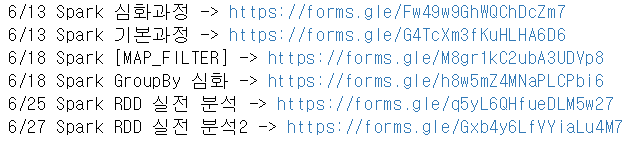 6/13 Spark 심화과정 -> https://forms.gle/Fw49w9GhWQChDcZm7
6/13 Spark 기본과정 -> https://forms.gle/G4TcXm3fKuHLHA6D6
6/18 Spark [MAP_FILTER] -> https://forms.gle/M8gr1kC2ubA3UDVp8
6/18 Spark GroupBy 심화 -> https://forms.gle/h8w5mZ4MNaPLCPbi6
6/25 Spark RDD 실전 분석 -> https://forms.gle/q5yL6QHfueDLM5w27
6/27 Spark RDD 실전 분석2 -> https://forms.gle/Gxb4y6LfVYiaLu4M7